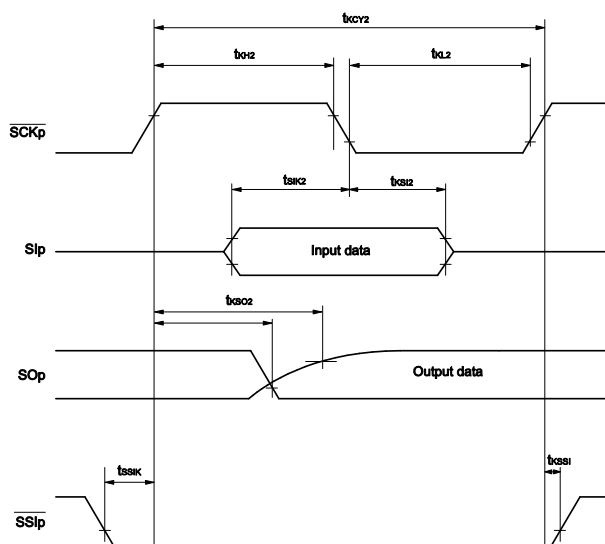 tKCY2
tKH2
tKL2
SCKp
tSIK2
tKSI2
SIp
Input data
tKSO2
SOp
Output data
tSSIK
tKSSI
SSIp